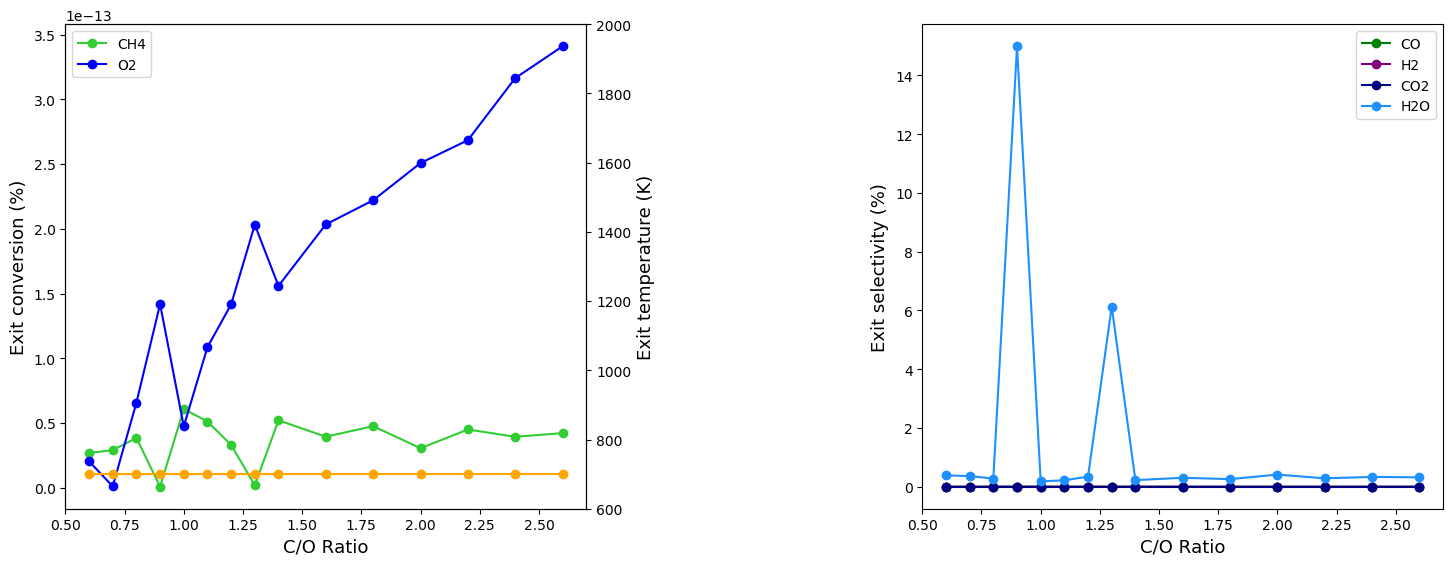 1e−13
3.5
3.0
2.5
2.0
1.5
1.0
0.5
0.0
Exit conversion (%)
CH4
O2
0.50 0.75 1.00 1.25 1.50 1.75 2.00 2.25 2.50
C/O Ratio
2000
1800
1600
1400
1200
1000
800
600
Exit temperature (K)
14
12
10
8
6
4
2
0
Exit selectivity (%)
CO
H2
CO2
H2O
0.50 0.75 1.00 1.25 1.50 1.75 2.00 2.25 2.50
C/O Ratio